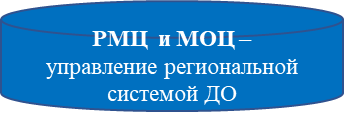 РМЦ и МОЦ –
управление региональной
системой ДО